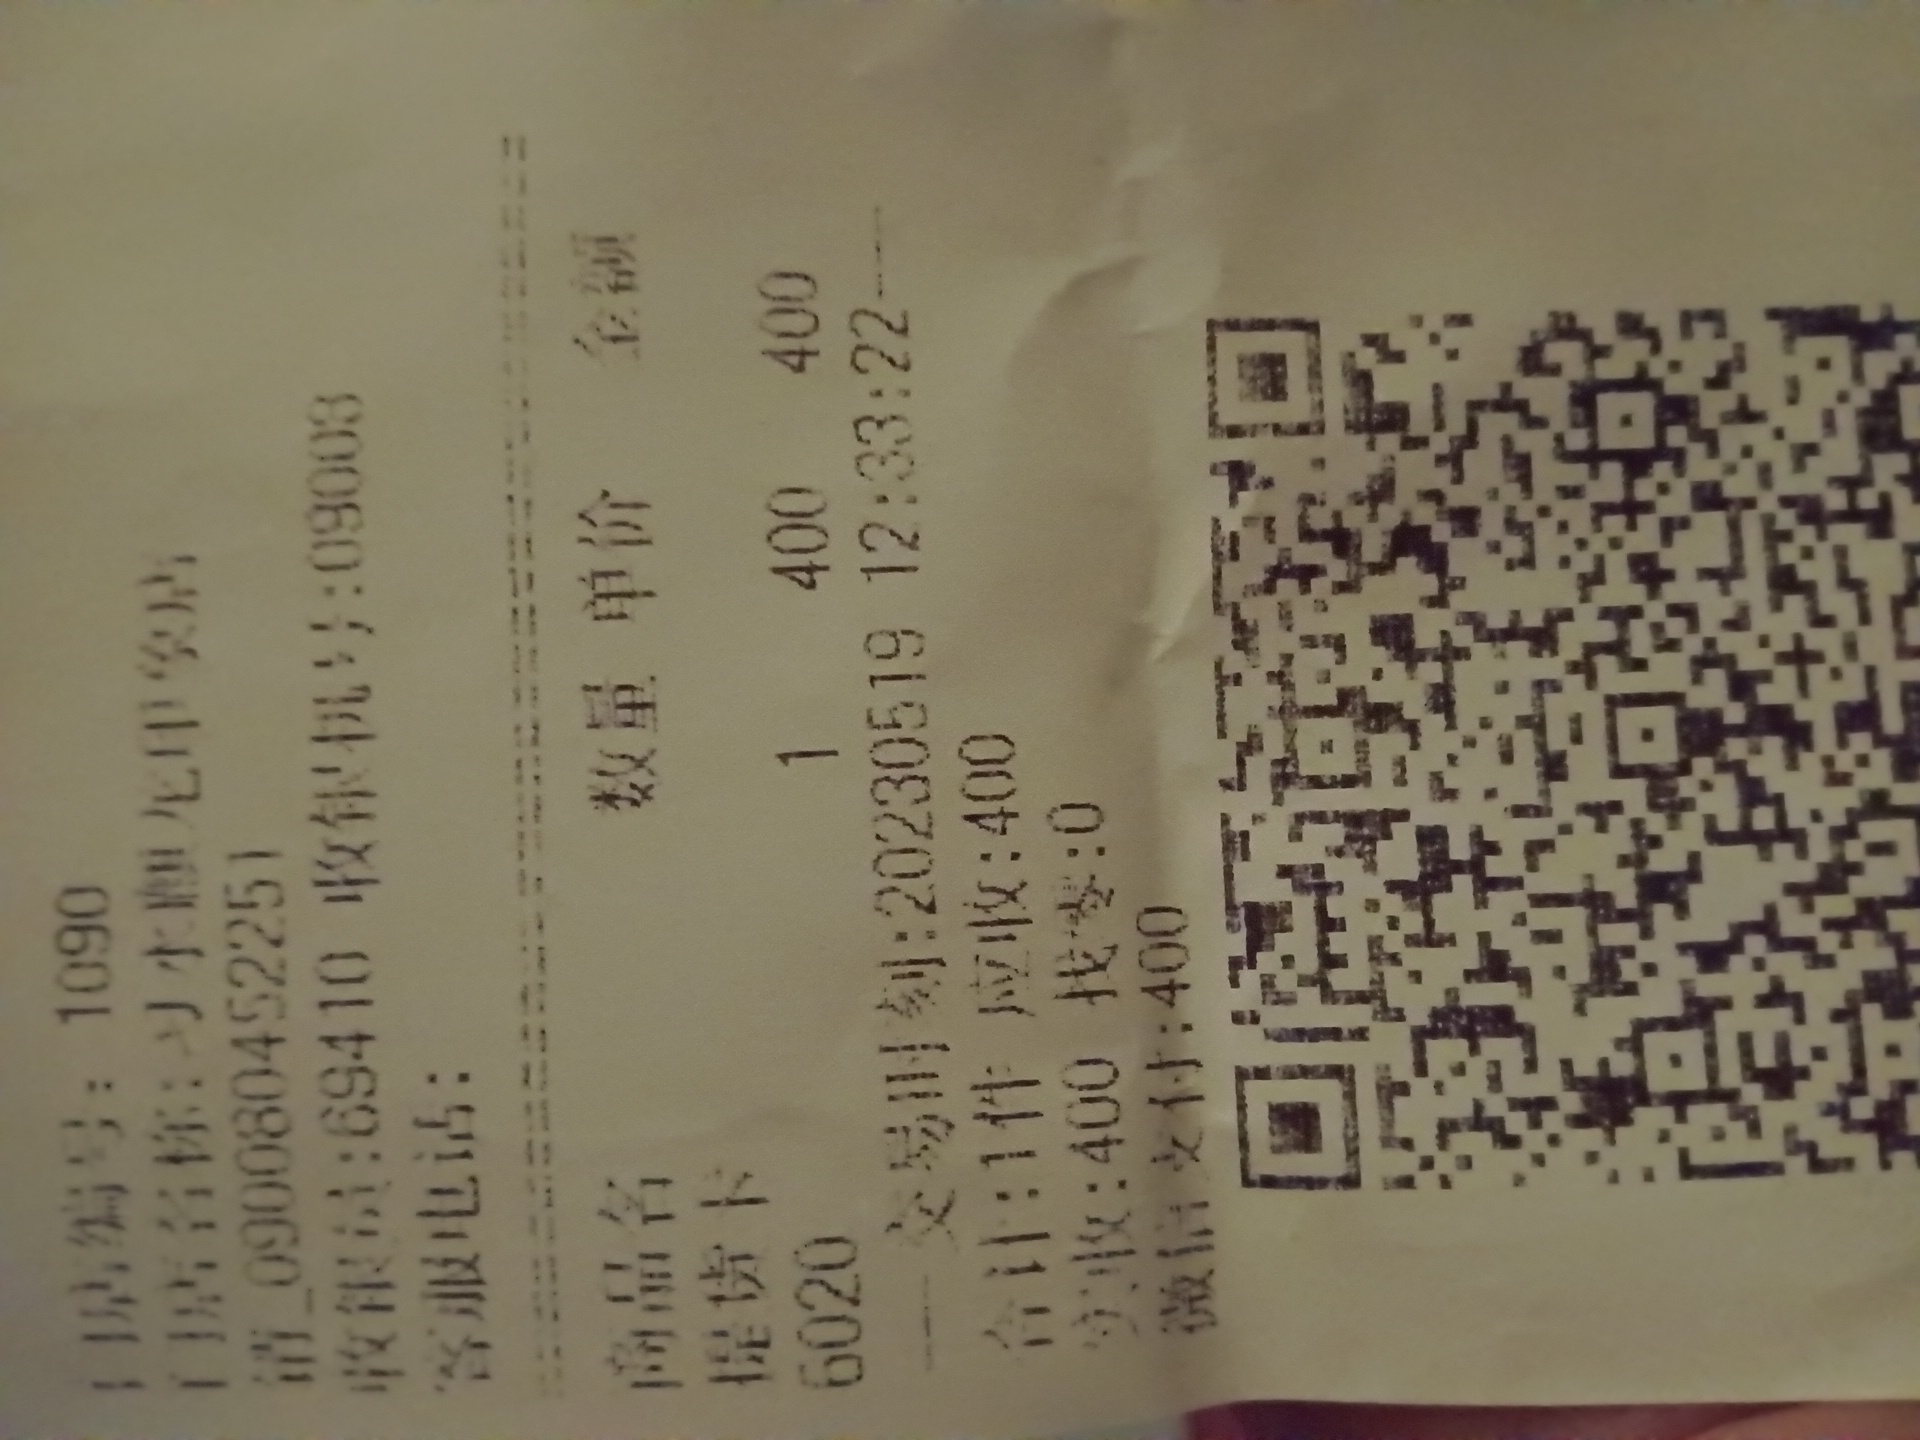 门店编号: 1090
门店名称:习水
销_090080452251
收银员:69410 收银机号:09008
客服电话:
商品名 数量 单价 金额
提货卡
6020 1 400 400
交易时刻:20230519 12:33:22
合计:1件 应收:400
实收:400 找零:0
微信支付:400